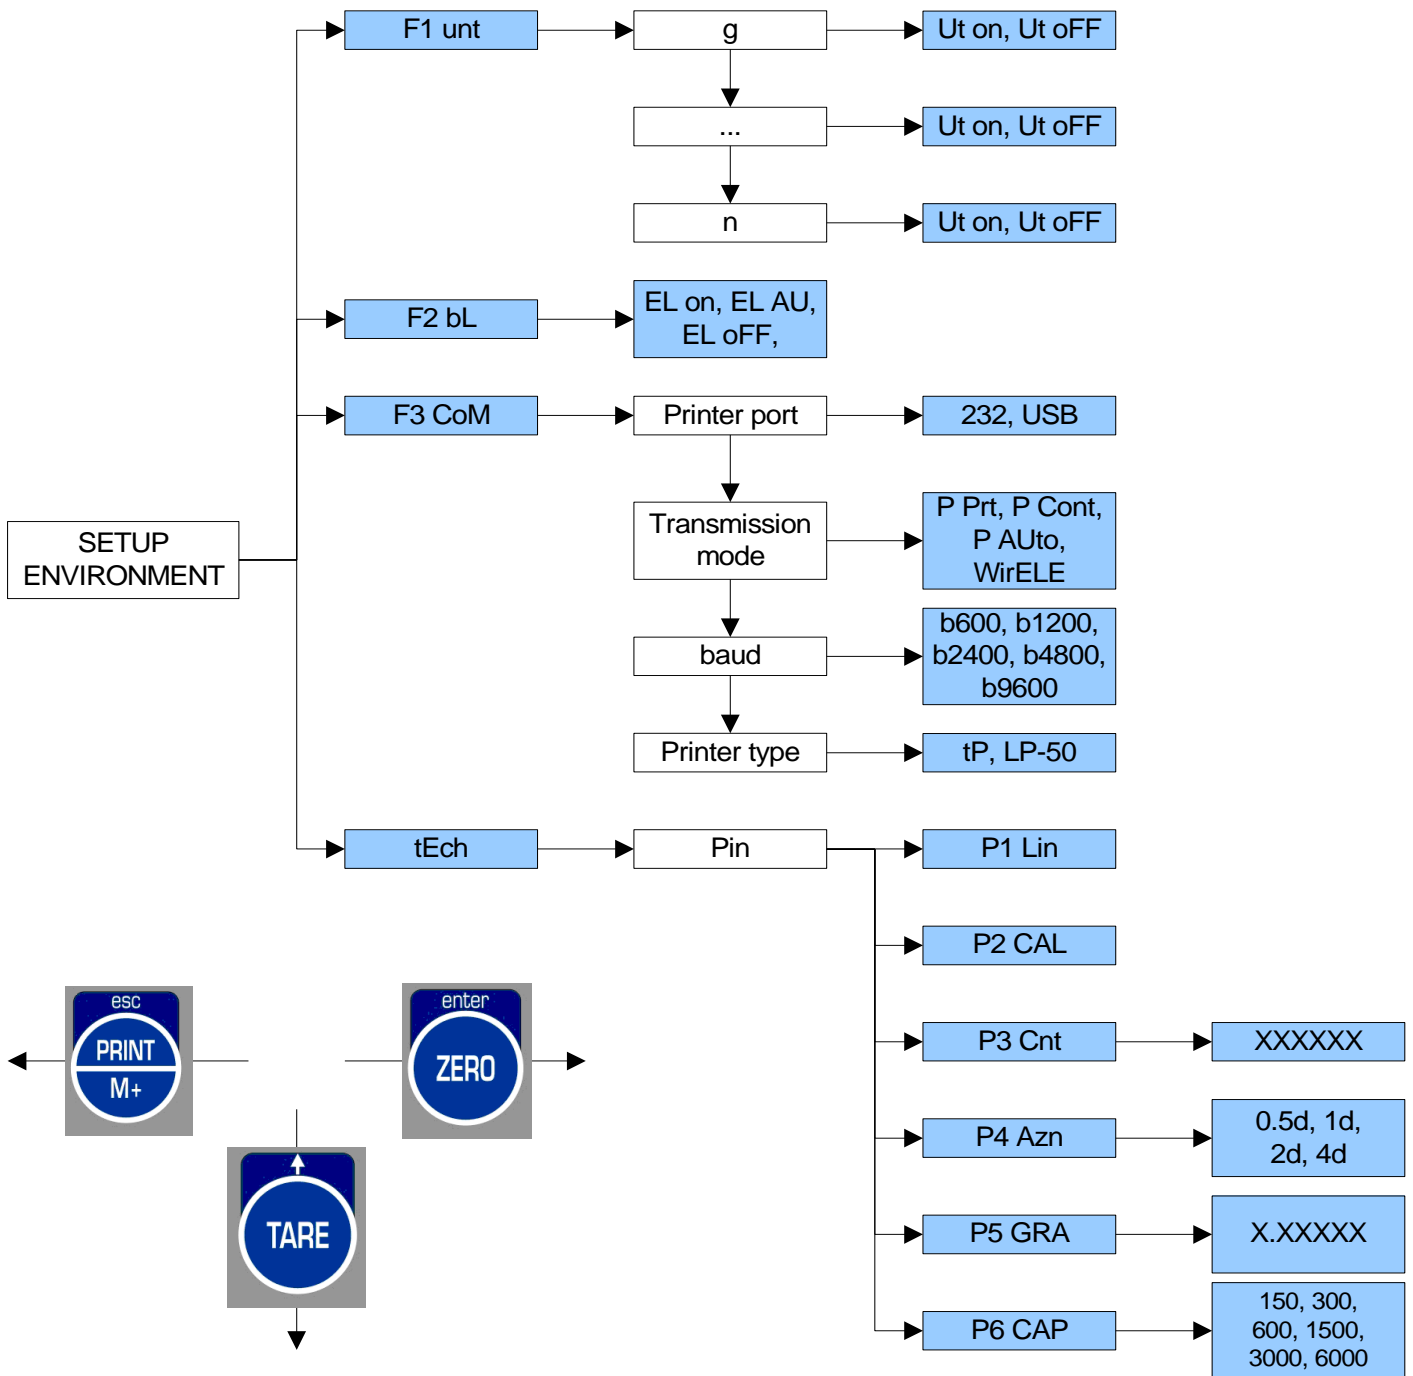 F1 unt
g
Ut on, Ut oFF
...
Ut on, Ut oFF
n
Ut on, Ut oFF
F2 bL
EL on, EL AU,
EL oFF,
F3 CoM
Printer port
232, USB
SETUP
ENVIRONMENT
Transmission
mode
P Prt, P Cont,
P AUto,
WirELE
baud
b600, b1200,
b2400, b4800,
b9600
Printer type
tP, LP-50
tEch
Pin
P1 Lin
P2 CAL
P3 Cnt
XXXXXX
P4 Azn
0.5d, 1d,
2d, 4d
P5 GRA
X.XXXXX
P6 CAP
150, 300,
600, 1500,
3000, 6000
esc
PRINT
M+
enter
ZERO
TARE